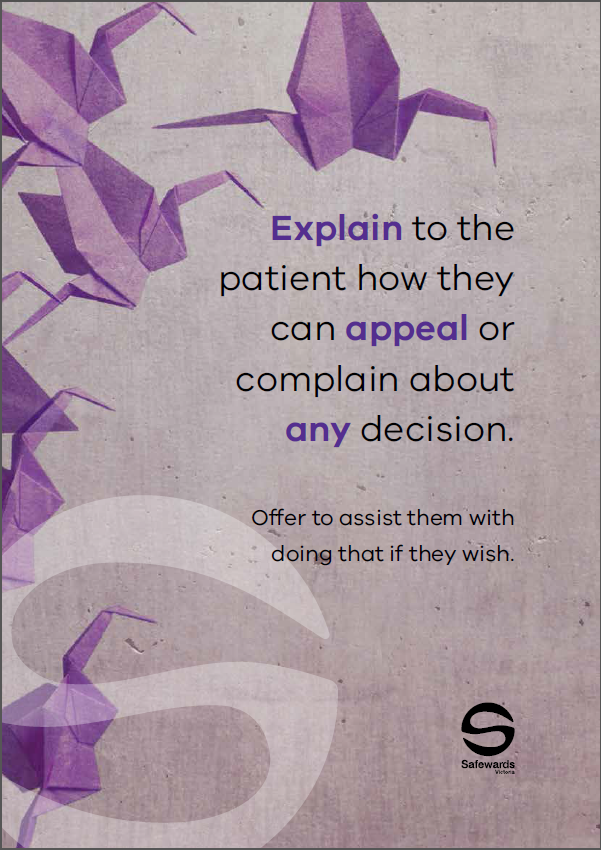 Explain to the
patient how they
can appeal or
complain about
any decision.
Offer to assist them with
doing that if they wish.
Safewards
Victoria